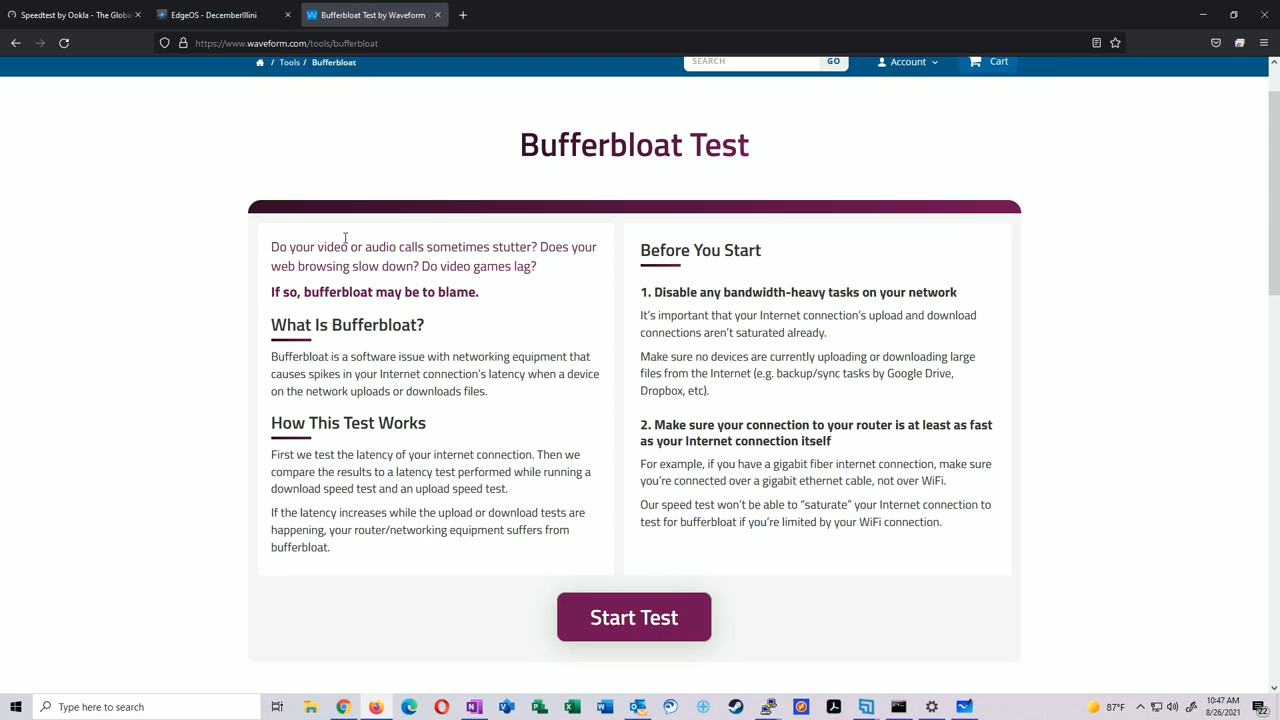 Speedtest by Ookla - The Global
EdgeOS - DecemberIllini
Bufferbloat Test by Waveform
https://www.waveform.com/tools/bufferbloat
/ Tools / Bufferbloat
SEARCH
GO
Account
Cart
Bufferbloat Test
Do your video or audio calls sometimes stutter? Does your
web browsing slow down? Do video games lag?
If so, bufferbloat may be to blame.
What Is Bufferbloat?
Bufferbloat is a software issue with networking equipment that
causes spikes in your Internet connection's latency when a device
on the network uploads or downloads files.
How This Test Works
First we test the latency of your internet connection. Then we
compare the results to a latency test performed while running a
download speed test and an upload speed test.
If the latency increases while the upload or download tests are
happening, your router/networking equipment suffers from
bufferbloat.
Before You Start
1. Disable any bandwidth-heavy tasks on your network
It's important that your Internet connection's upload and download
connections aren't saturated already.
Make sure no devices are currently uploading or downloading large
files from the Internet (e.g. backup/sync tasks by Google Drive,
Dropbox, etc).
2. Make sure your connection to your router is at least as fast
as your Internet connection itself
For example, if you have a gigabit fiber internet connection, make sure
you're connected over a gigabit ethernet cable, not over WiFi.
Our speed test won't be able to “saturate” your Internet connection to
test for bufferbloat if you're limited by your WiFi connection.
Start Test
Type here to search
87°F
10:47 AM
8/26/2021
22